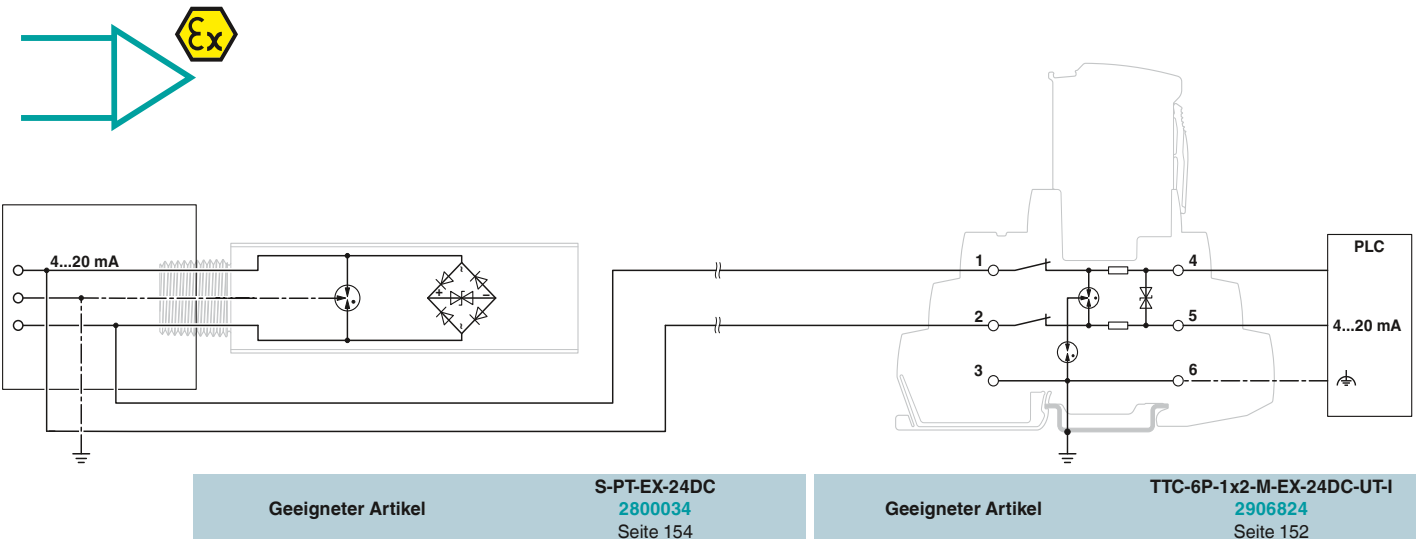 Ex
4...20 mA
1
4
PLC
2
5
4...20 mA
3
6
S-PT-EX-24DC
Geeigneter Artikel
2800034
Seite 154
TTC-6P-1x2-M-EX-24DC-UT-I
Geeigneter Artikel
2906824
Seite 152